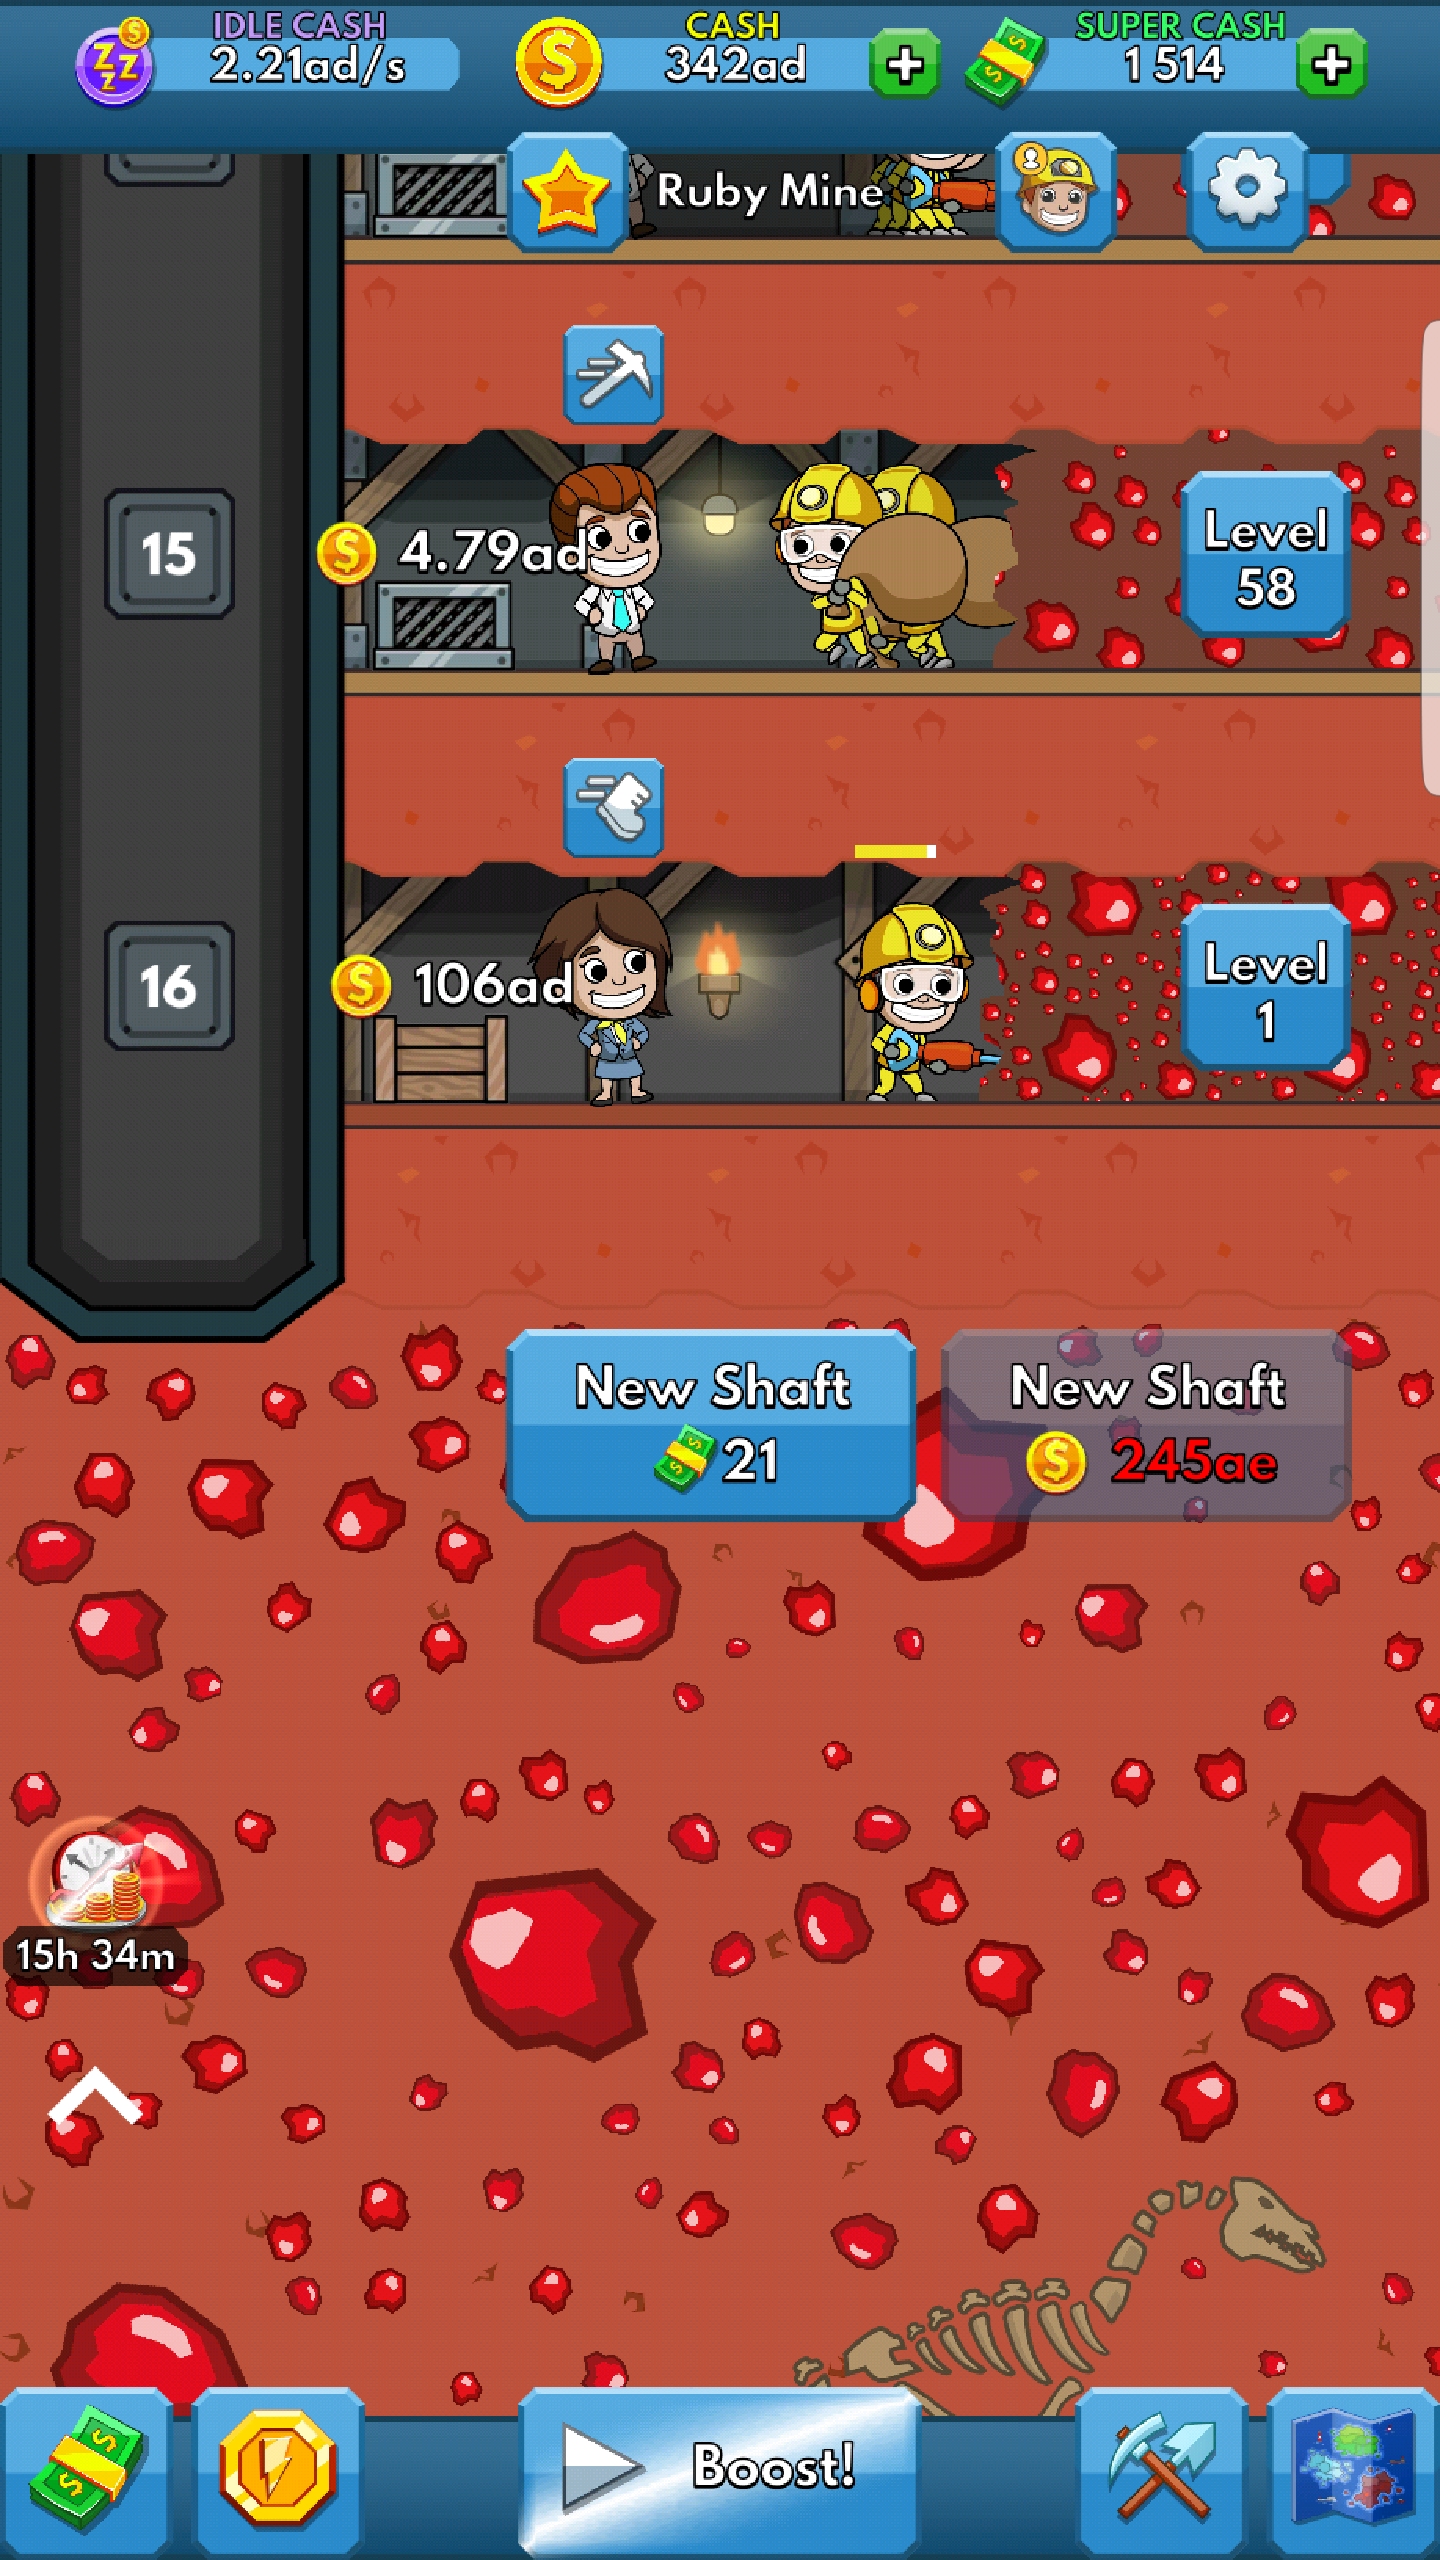 IDLE CASH
2.21ad/s
CASH
342ad
SUPER CASH
1 514
Ruby Mine
15
4.79ad
Level
58
16
106ad
Level
1
New Shaft
21
New Shaft
245ae
15h 34m
Boost!